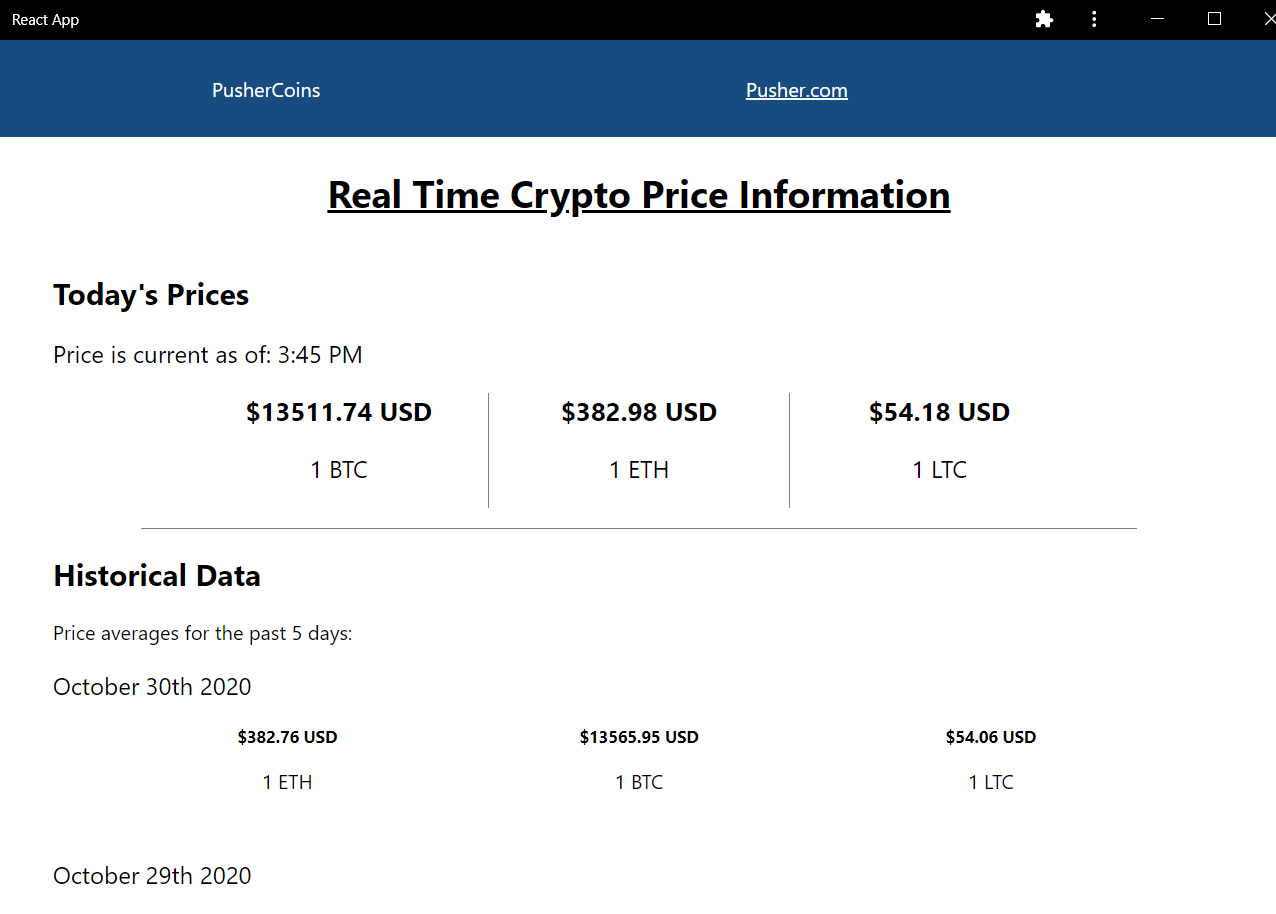 React App
PusherCoins Pusher.com
Real Time Crypto Price Information
Today's Prices
Price is current as of: 3:45 PM
$13511.74 USD $382.98 USD $54.18 USD
1 BTC 1 ETH 1 LTC
Historical Data
Price averages for the past 5 days:
October 30th 2020
$382.76 USD $13565.95 USD $54.06 USD
1 ETH 1 BTC 1 LTC
October 29th 2020